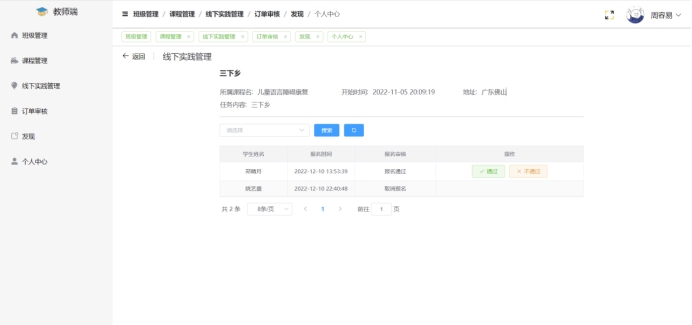 教师端
班级管理
课程管理
线下实践管理
订单审核
发现
个人中心
班级管理 / 课程管理 / 线下实践管理 / 订单审核 / 发现 / 个人中心
周容易
班级管理 课程管理 × 线下实践管理 × 订单审核 × 发现 × 个人中心 ×
← 返回 线下实践管理
三下乡
所属课程名: 儿童语言障碍康复 开始时间: 2022-11-05 20:09:19 地址: 广东佛山
任务内容: 三下乡
请选择 搜索
学生姓名 报名时间 报名审核 操作
郑晴月 2022-12-10 13:53:39 报名通过 ✓ 通过 × 不通过
姚艺璇 2022-12-10 22:40:48 取消报名
共 2 条 8条/页 < 1 > 前往 1 页